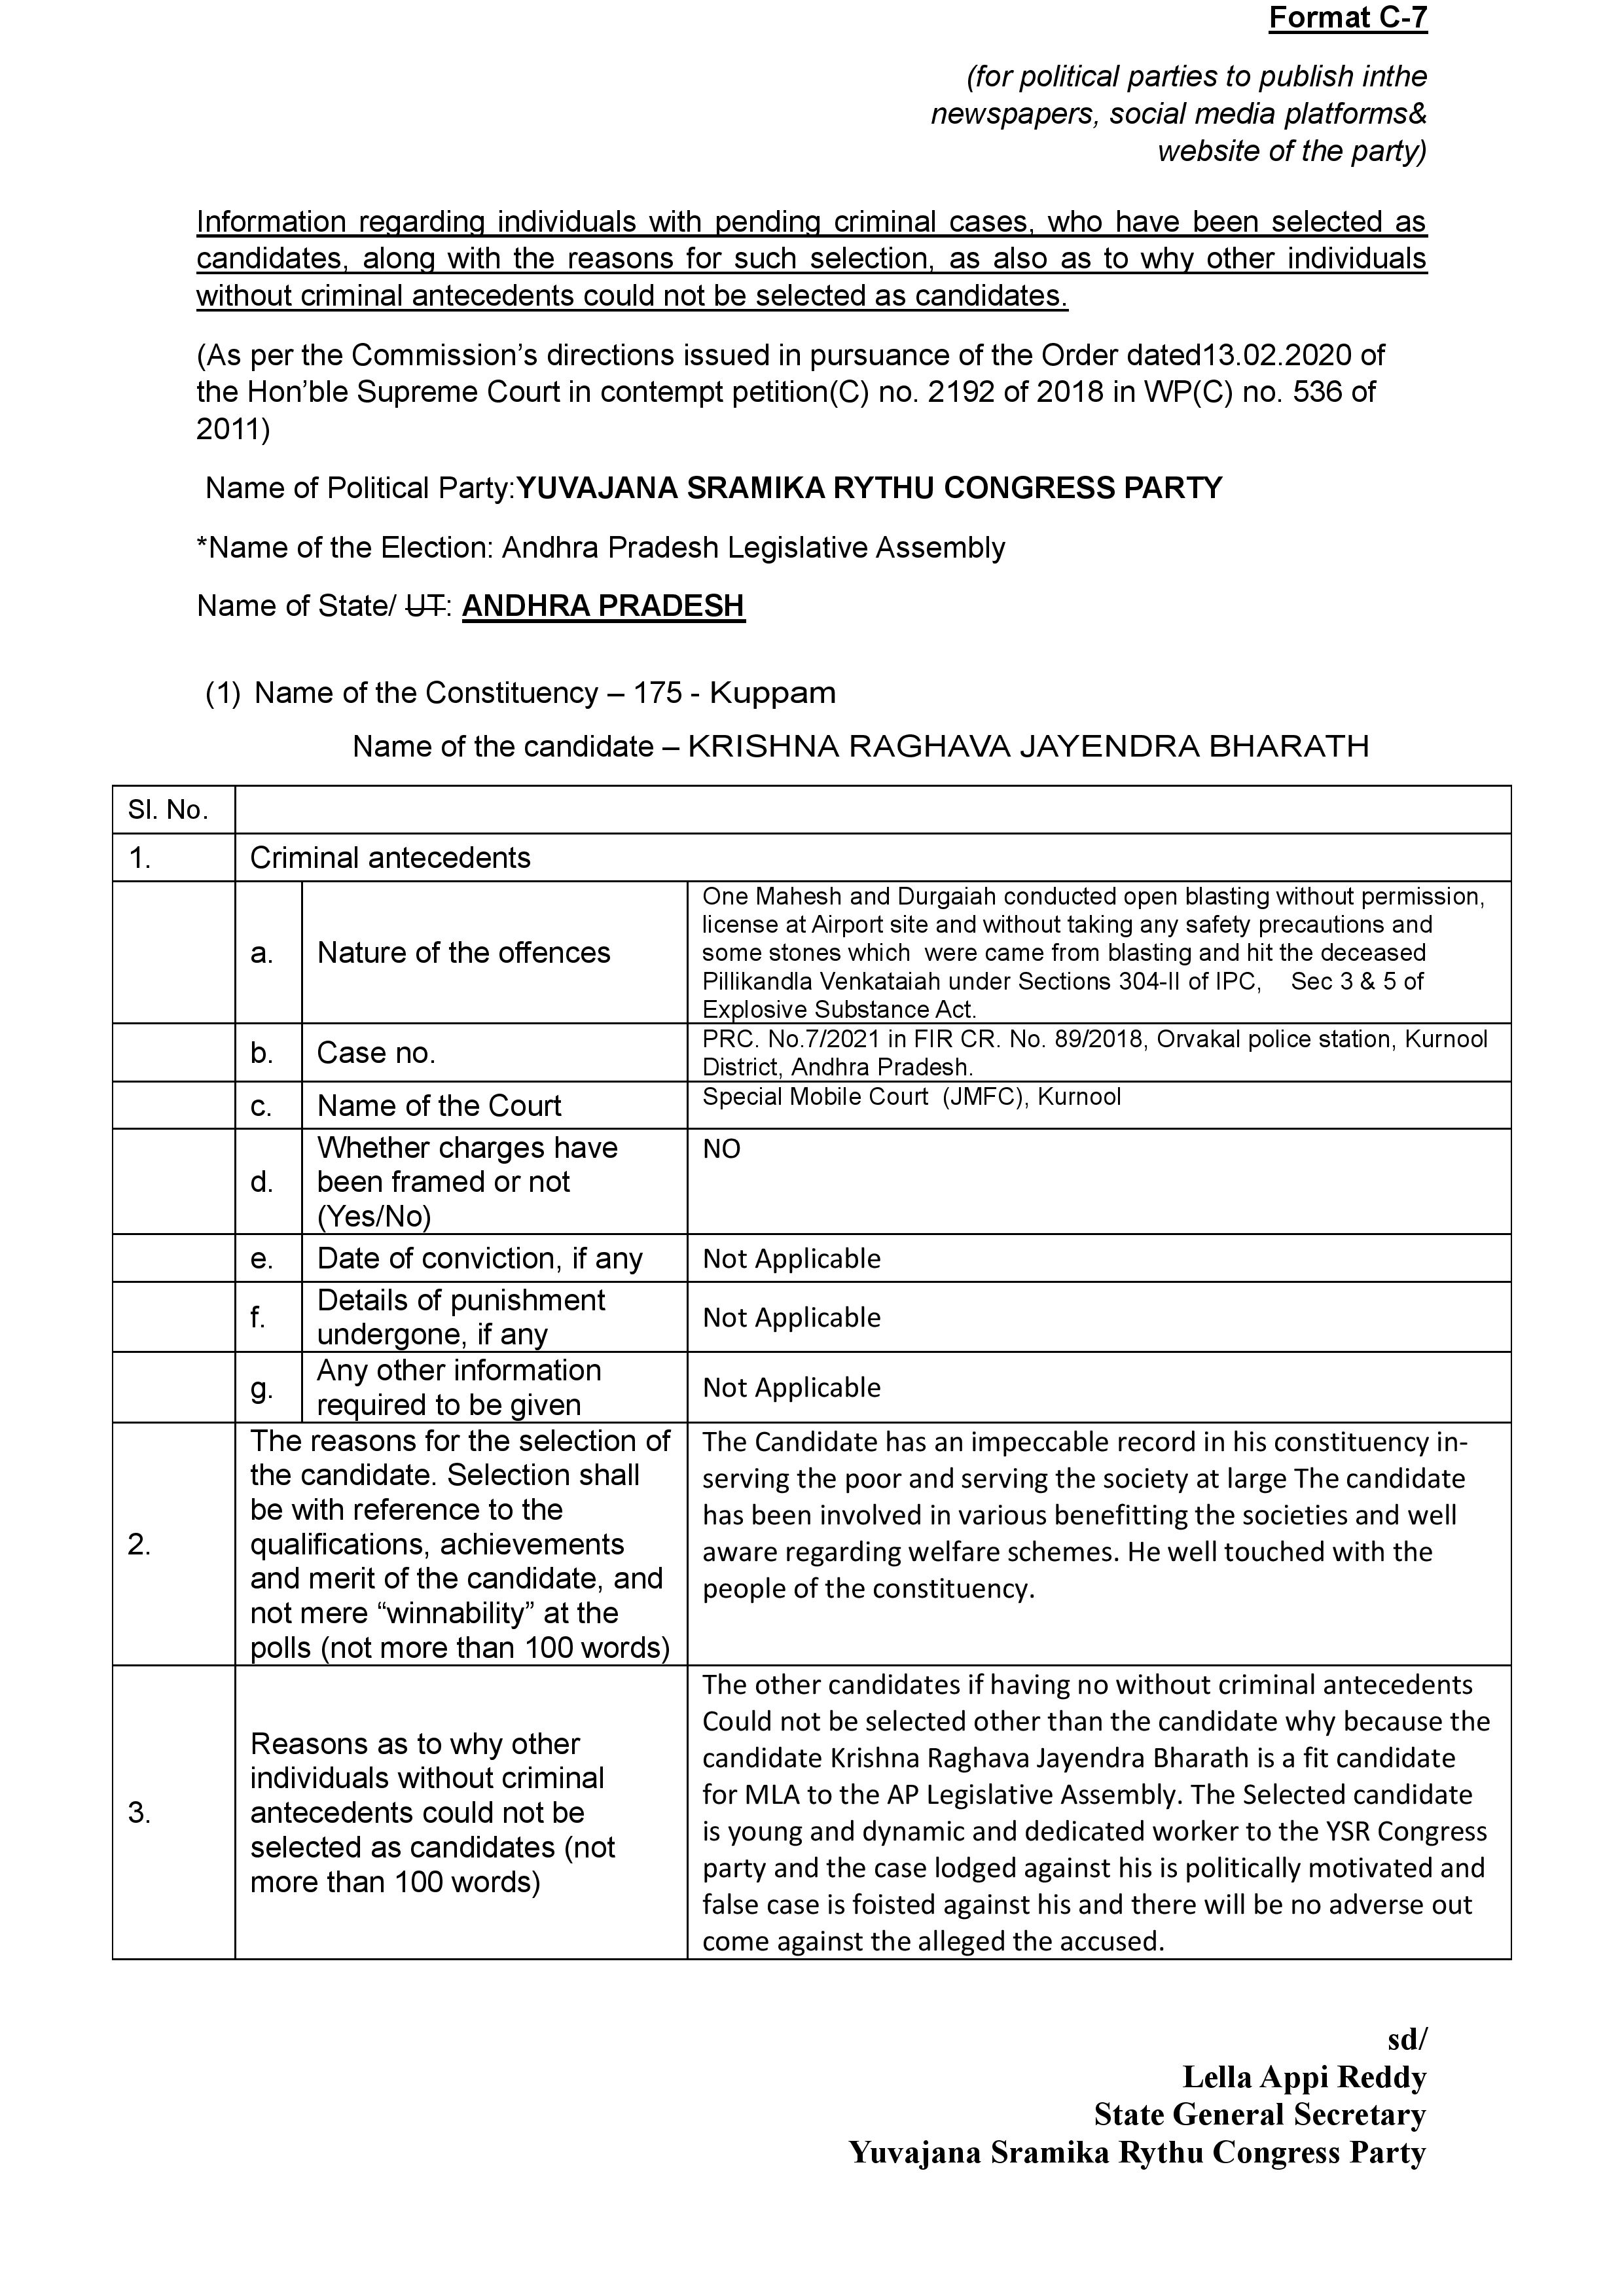 Format C-7
(for political parties to publish inthe
newspapers, social media platforms&
website of the party)
Information regarding individuals with pending criminal cases, who have been selected as
candidates, along with the reasons for such selection, as also as to why other individuals
without criminal antecedents could not be selected as candidates.
(As per the Commission’s directions issued in pursuance of the Order dated13.02.2020 of
the Hon’ble Supreme Court in contempt petition(C) no. 2192 of 2018 in WP(C) no. 536 of
2011)
Name of Political Party:YUVAJANA SRAMIKA RYTHU CONGRESS PARTY
*Name of the Election: Andhra Pradesh Legislative Assembly
Name of State/ UT: ANDHRA PRADESH
(1) Name of the Constituency – 175 - Kuppam
Name of the candidate – KRISHNA RAGHAVA JAYENDRA BHARATH
Sl. No.
1. Criminal antecedents
a. Nature of the offences
One Mahesh and Durgaiah conducted open blasting without permission,
license at Airport site and without taking any safety precautions and
some stones which were came from blasting and hit the deceased
Pillikandla Venkataiah under Sections 304-II of IPC, Sec 3 & 5 of
Explosive Substance Act.
b. Case no.
PRC. No.7/2021 in FIR CR. No. 89/2018, Orvakal police station, Kurnool
District, Andhra Pradesh.
c. Name of the Court
Special Mobile Court (JMFC), Kurnool
d.
Whether charges have
been framed or not
(Yes/No)
NO
e. Date of conviction, if any
Not Applicable
f.
Details of punishment
undergone, if any
Not Applicable
g.
Any other information
required to be given
Not Applicable
2.
The reasons for the selection of
the candidate. Selection shall
be with reference to the
qualifications, achievements
and merit of the candidate, and
not mere “winnability” at the
polls (not more than 100 words)
The Candidate has an impeccable record in his constituency in-
serving the poor and serving the society at large The candidate
has been involved in various benefitting the societies and well
aware regarding welfare schemes. He well touched with the
people of the constituency.
3.
Reasons as to why other
individuals without criminal
antecedents could not be
selected as candidates (not
more than 100 words)
The other candidates if having no without criminal antecedents
Could not be selected other than the candidate why because the
candidate Krishna Raghava Jayendra Bharath is a fit candidate
for MLA to the AP Legislative Assembly. The Selected candidate
is young and dynamic and dedicated worker to the YSR Congress
party and the case lodged against his is politically motivated and
false case is foisted against his and there will be no adverse out
come against the alleged the accused.
sd/
Lella Appi Reddy
State General Secretary
Yuvajana Sramika Rythu Congress Party